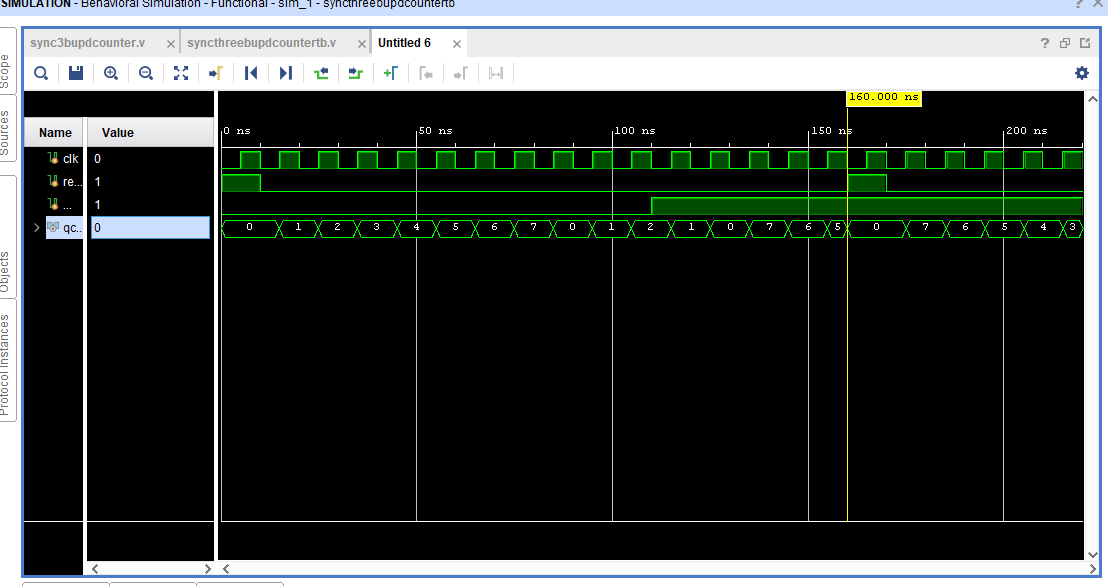 SIMULATION - Behavioral Simulation - Functional - sim_1 - syncthreebupdcountertb
sync3bupdcounter.v
syncthreebupdcountertb.v
Untitled 6
Scope
Sources
Objects
Protocol Instances
160.000 ns
Name Value
0 ns 50 ns 100 ns 150 ns 200 ns
clk 0
re... 1
... 1
qc... 0
0 1 2 3 4 5 6 7 0 1 2 1 0 7 6 5 0 7 6 5 4 3